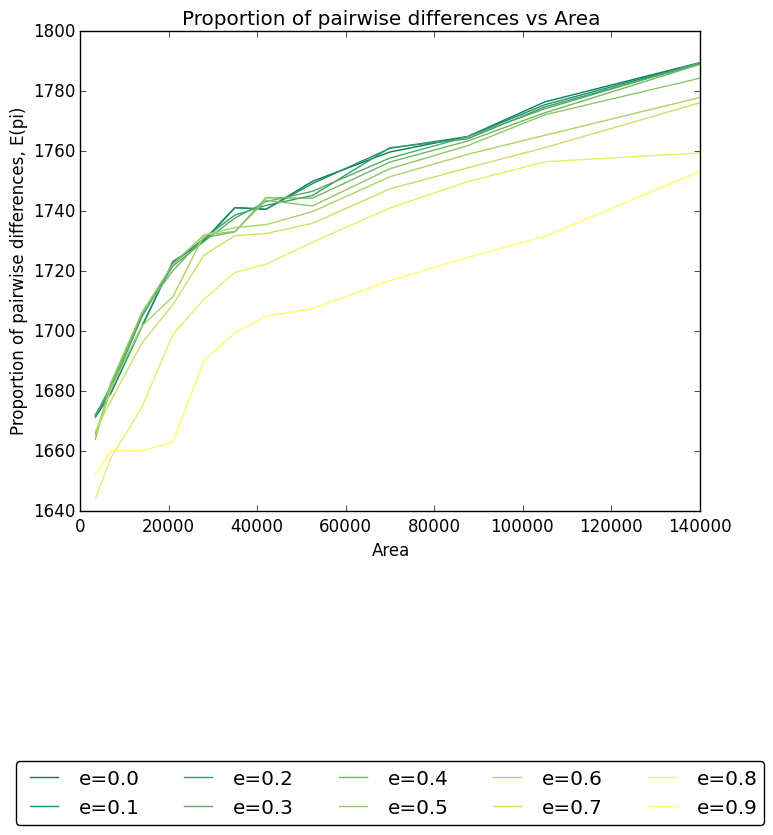 Proportion of pairwise differences vs Area
Proportion of pairwise differences, E(pi)
1800
1780
1760
1740
1720
1700
1680
1660
1640
0 20000 40000 60000 80000 100000 120000 140000
Area
e=0.0 e=0.2 e=0.4 e=0.6 e=0.8
e=0.1 e=0.3 e=0.5 e=0.7 e=0.9